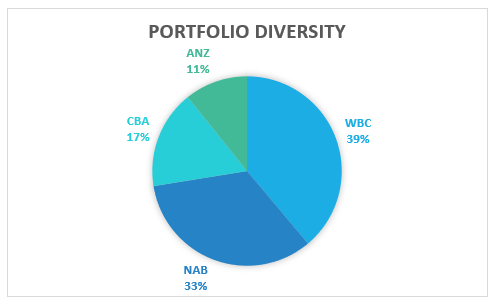 PORTFOLIO DIVERSITY
ANZ
11%
WBC
39%
CBA
17%
NAB
33%